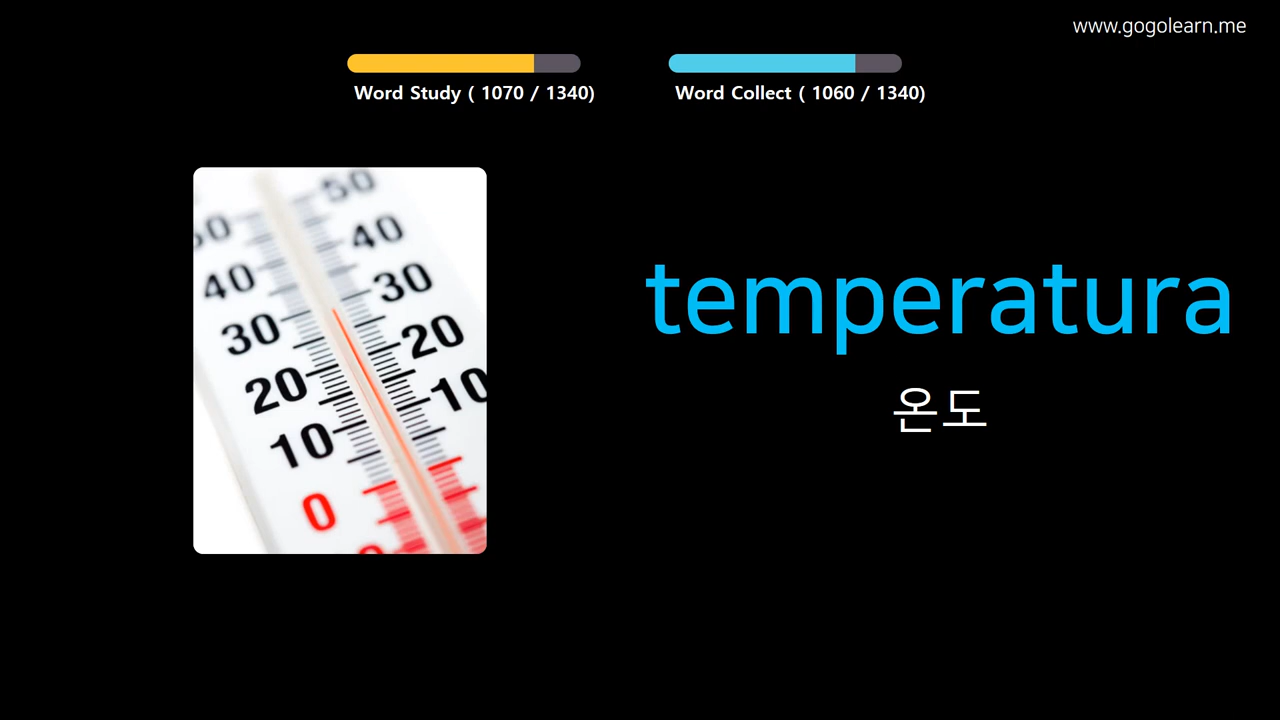 www.gogolearn.me
Word Study ( 1070 / 1340)
Word Collect ( 1060 / 1340)
50
40
30
20
10
50
40
30
20
10
0
temperatura
온도